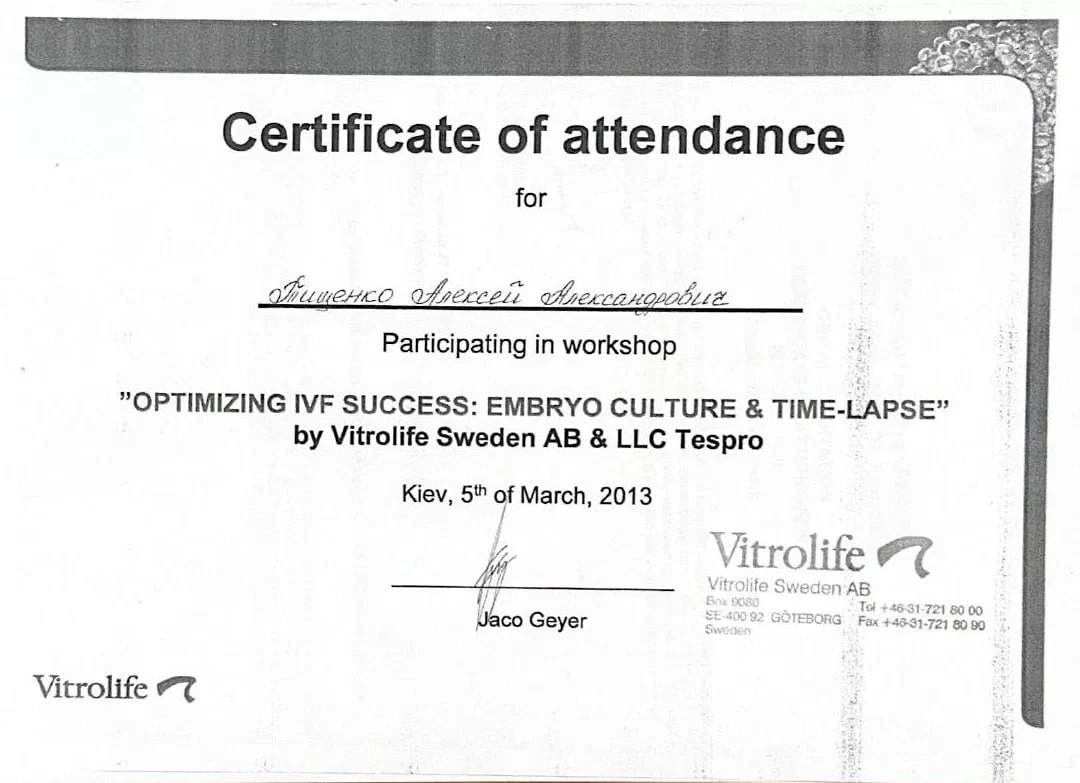 Certificate of attendance
for
Тищенко Алексей Александрович
Participating in workshop
”OPTIMIZING IVF SUCCESS: EMBRYO CULTURE & TIME-LAPSE”
by Vitrolife Sweden AB & LLC Tespro
Kiev, 5th of March, 2013
Jaco Geyer
Vitrolife
Vitrolife Sweden AB
Box 9080
SE-400 92 GÖTEBORG
Sweden
Tel +46-31-721 80 00
Fax +46-31-721 80 90
Vitrolife